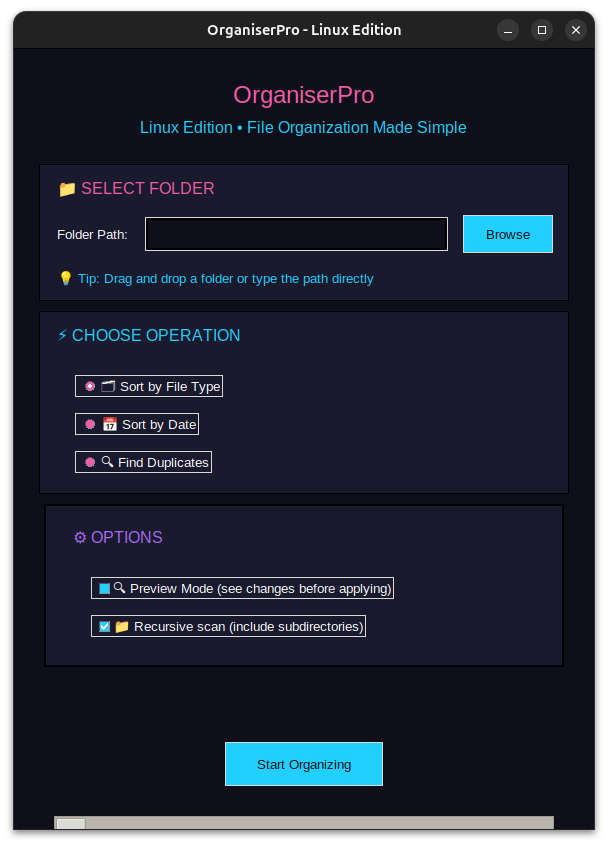 OrganiserPro - Linux Edition
OrganiserPro
Linux Edition • File Organization Made Simple
📁 SELECT FOLDER
Folder Path:
Browse
💡 Tip: Drag and drop a folder or type the path directly
⚡ CHOOSE OPERATION
🗂️ Sort by File Type
📅 Sort by Date
🔍 Find Duplicates
⚙ OPTIONS
🔍 Preview Mode (see changes before applying)
📁 Recursive scan (include subdirectories)
Start Organizing